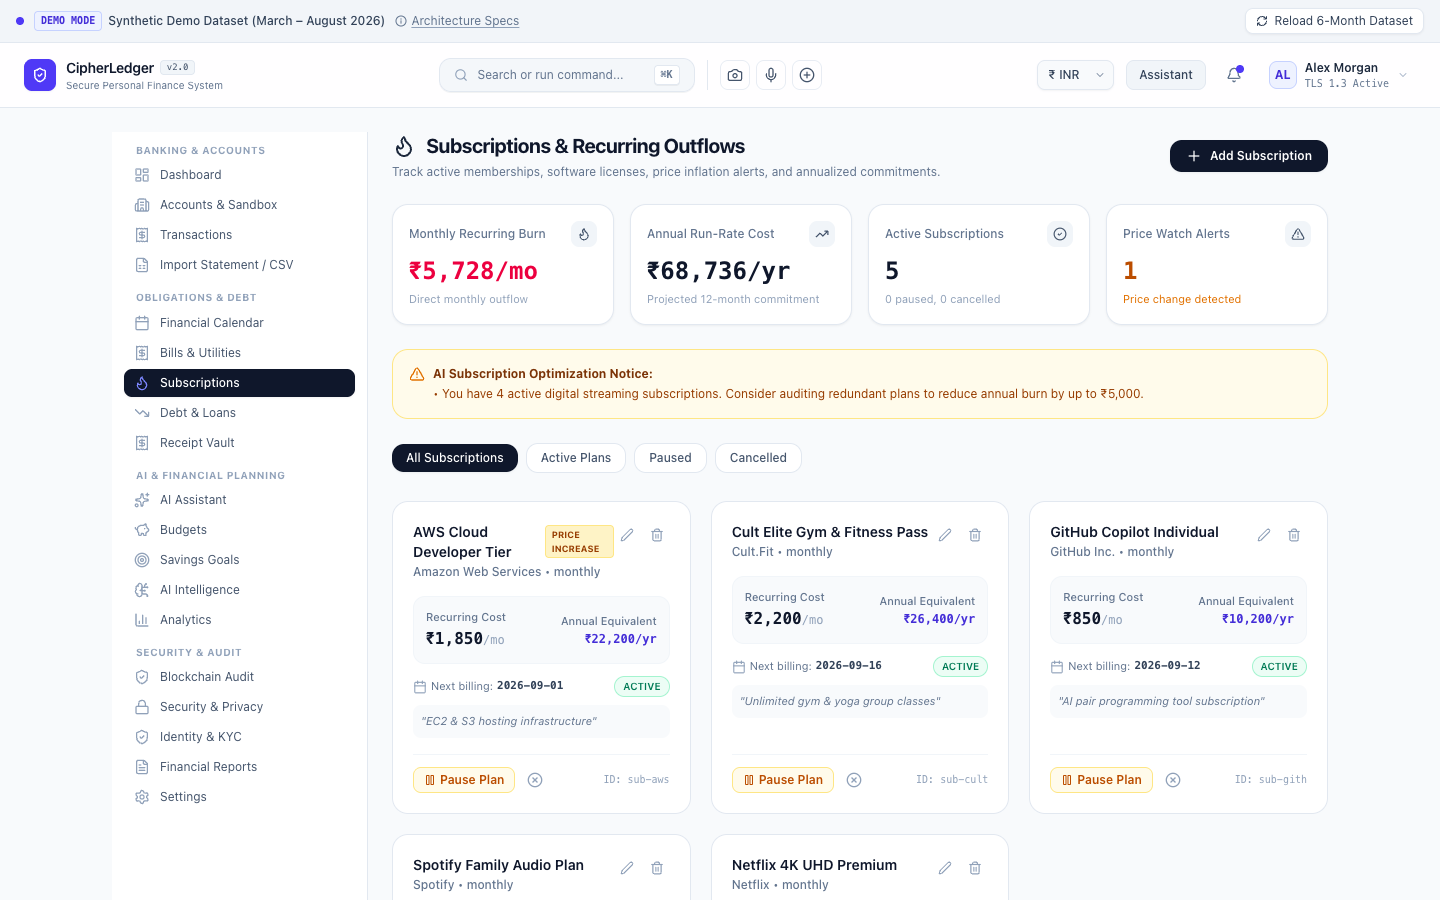 DEMO MODE Synthetic Demo Dataset (March – August 2026) Architecture Specs Reload 6-Month Dataset
CipherLedger v2.0
Secure Personal Finance System
Search or run command... ⌘K
₹ INR
Assistant
AL
Alex Morgan
TLS 1.3 Active
BANKING & ACCOUNTS
Dashboard
Accounts & Sandbox
Transactions
Import Statement / CSV
OBLIGATIONS & DEBT
Financial Calendar
Bills & Utilities
Subscriptions
Debt & Loans
Receipt Vault
AI & FINANCIAL PLANNING
AI Assistant
Budgets
Savings Goals
AI Intelligence
Analytics
SECURITY & AUDIT
Blockchain Audit
Security & Privacy
Identity & KYC
Financial Reports
Settings
Subscriptions & Recurring Outflows
Track active memberships, software licenses, price inflation alerts, and annualized commitments.
Add Subscription
Monthly Recurring Burn
₹5,728/mo
Direct monthly outflow
Annual Run-Rate Cost
₹68,736/yr
Projected 12-month commitment
Active Subscriptions
5
0 paused, 0 cancelled
Price Watch Alerts
1
Price change detected
AI Subscription Optimization Notice:
• You have 4 active digital streaming subscriptions. Consider auditing redundant plans to reduce annual burn by up to ₹5,000.
All Subscriptions
Active Plans
Paused
Cancelled
AWS Cloud
Developer Tier
PRICE
INCREASE
Amazon Web Services • monthly
Recurring Cost
₹1,850/mo
Annual Equivalent
₹22,200/yr
Next billing: 2026-09-01
ACTIVE
"EC2 & S3 hosting infrastructure"
Pause Plan
ID: sub-aws
Cult Elite Gym & Fitness Pass
Cult.Fit • monthly
Recurring Cost
₹2,200/mo
Annual Equivalent
₹26,400/yr
Next billing: 2026-09-16
ACTIVE
"Unlimited gym & yoga group classes"
Pause Plan
ID: sub-cult
GitHub Copilot Individual
GitHub Inc. • monthly
Recurring Cost
₹850/mo
Annual Equivalent
₹10,200/yr
Next billing: 2026-09-12
ACTIVE
"AI pair programming tool subscription"
Pause Plan
ID: sub-gith
Spotify Family Audio Plan
Spotify • monthly
Netflix 4K UHD Premium
Netflix • monthly